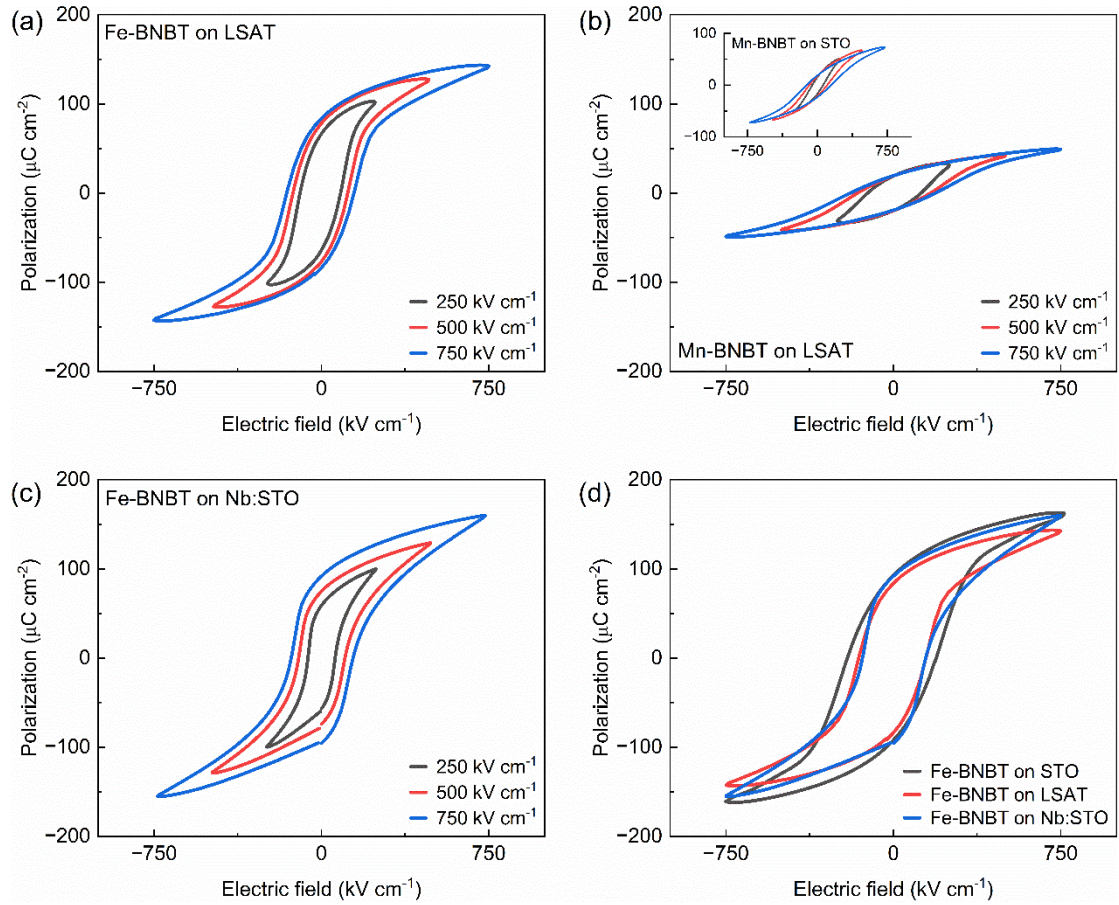 (a)
Fe-BNBT on LSAT
Polarization (μC cm⁻²)
200
100
0
−100
−200
250 kV cm⁻¹
500 kV cm⁻¹
750 kV cm⁻¹
−750
0
750
Electric field (kV cm⁻¹)
(b)
Polarization (μC cm⁻²)
200
100
0
−100
−200
Mn-BNBT on STO
100
50
0
−50
−100
−750
0
750
250 kV cm⁻¹
500 kV cm⁻¹
750 kV cm⁻¹
Mn-BNBT on LSAT
−750
0
750
Electric field (kV cm⁻¹)
(c)
Fe-BNBT on Nb:STO
Polarization (μC cm⁻²)
200
100
0
−100
−200
250 kV cm⁻¹
500 kV cm⁻¹
750 kV cm⁻¹
−750
0
750
Electric field (kV cm⁻¹)
(d)
Polarization (μC cm⁻²)
200
100
0
−100
−200
Fe-BNBT on STO
Fe-BNBT on LSAT
Fe-BNBT on Nb:STO
−750
0
750
Electric field (kV cm⁻¹)